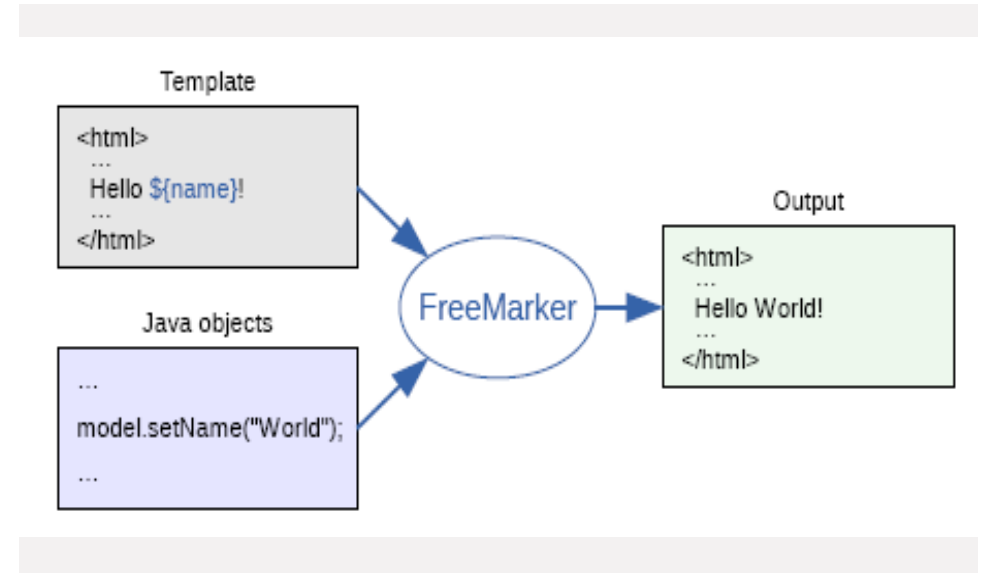 Template
<html>
...
Hello ${name}!
...
</html>
Java objects
...
model.setName("World");
...
FreeMarker
Output
<html>
...
Hello World!
...
</html>